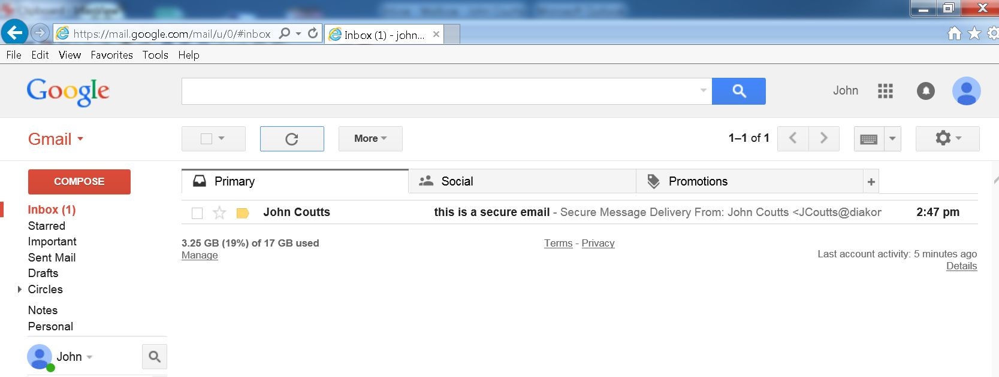 https://mail.google.com/mail/u/0/#inbox
Inbox (1) - john...
File Edit View Favorites Tools Help
Google
John
Gmail
More
1–1 of 1
COMPOSE
Primary
Social
Promotions
+
Inbox (1)
John Coutts this is a secure email - Secure Message Delivery From: John Coutts <JCoutts@diakor 2:47 pm
Starred
Important
Sent Mail
Drafts
Circles
Notes
Personal
John
3.25 GB (19%) of 17 GB used
Manage
Terms - Privacy
Last account activity: 5 minutes ago
Details